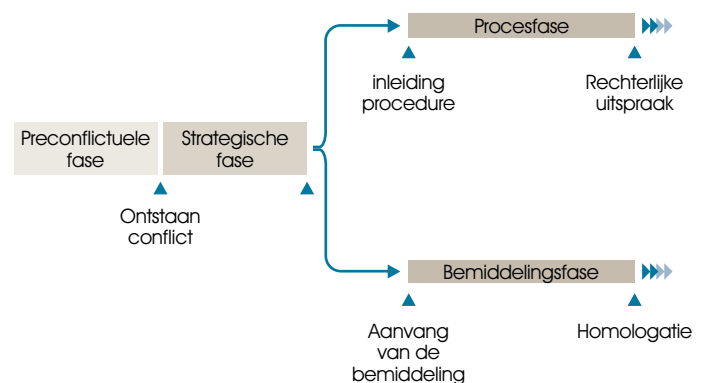 Procesfase
inleiding
procedure
Rechterlijke
uitspraak
Preconflictuele
fase
Strategische
fase
Ontstaan
conflict
Bemiddelingsfase
Aanvang
van de
bemiddeling
Homologatie